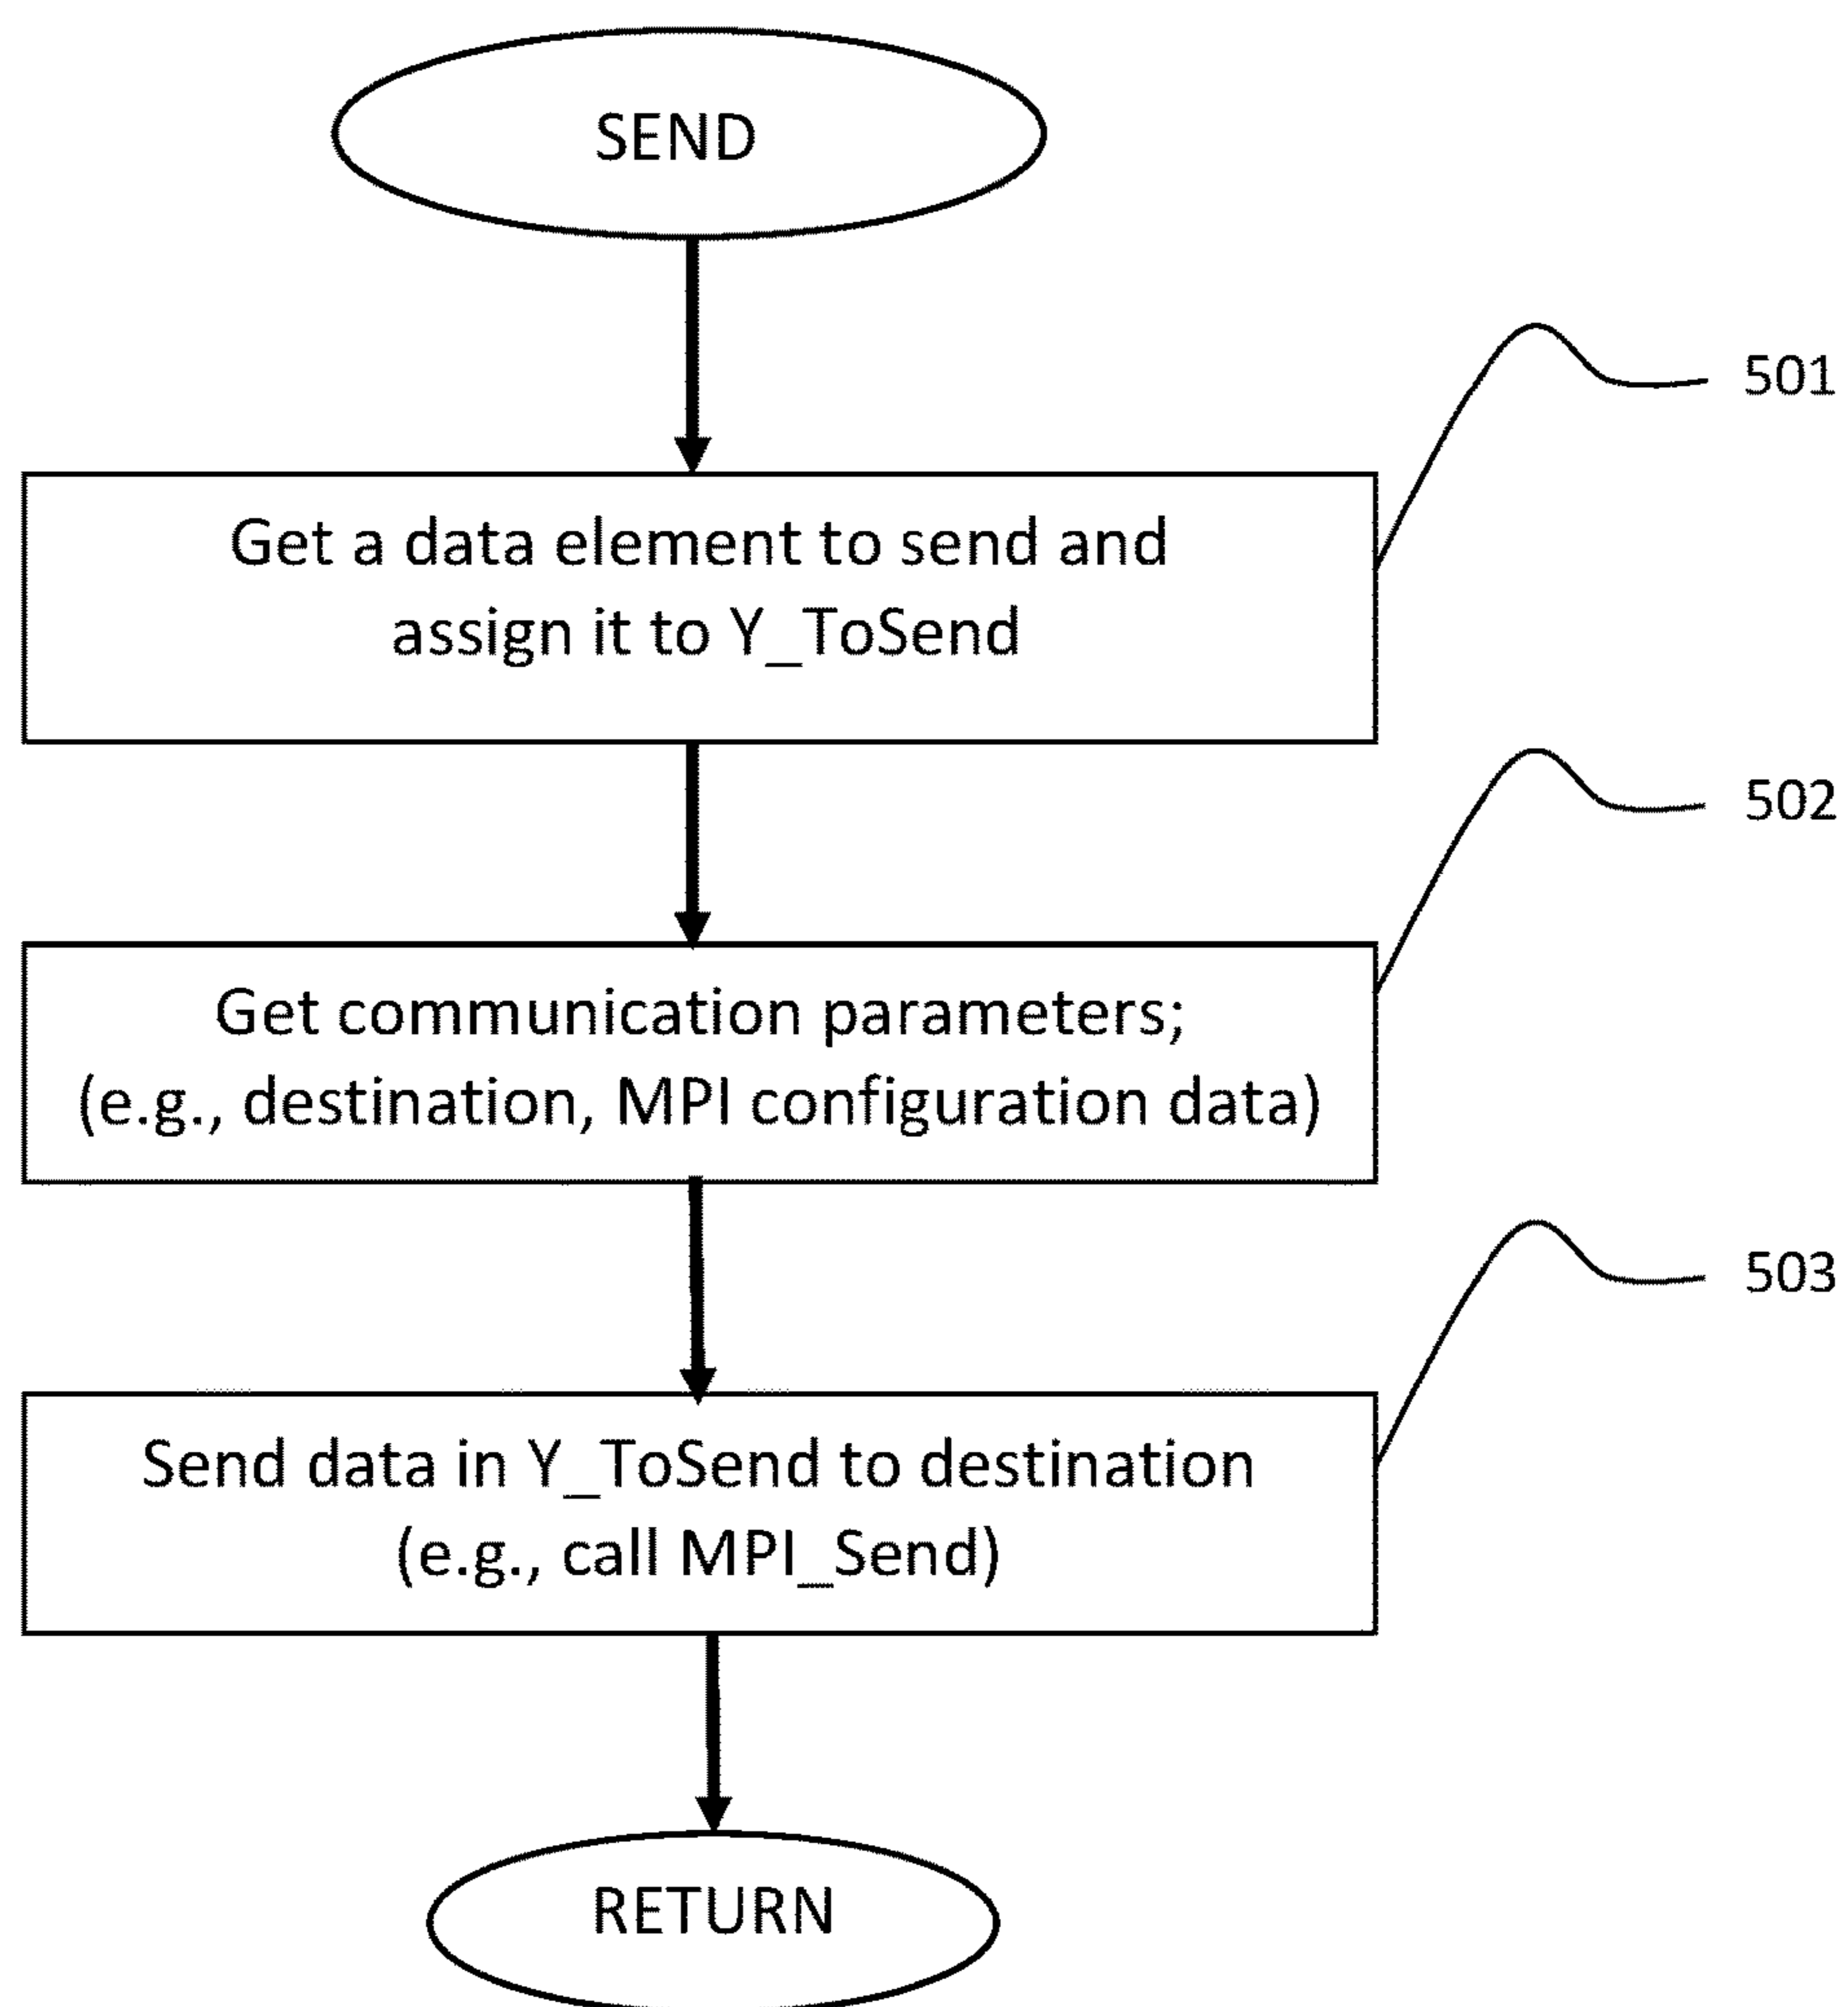 SEND
501
Get a data element to send and
assign it to Y_ToSend
502
Get communication parameters;
(e.g., destination, MPI configuration data)
503
Send data in Y_ToSend to destination
(e.g., call MPI_Send)
RETURN